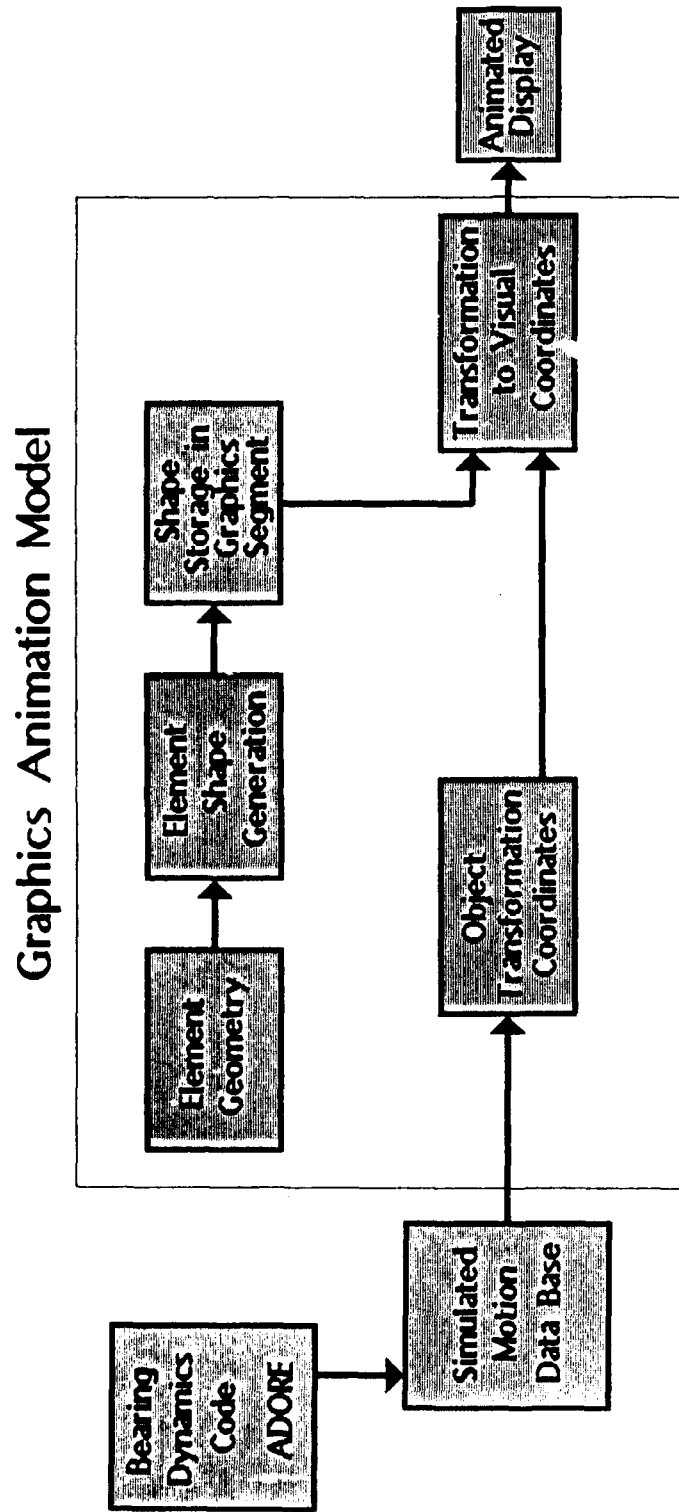 Graphics Animation Model
Bearing
Dynamics
Code
ADORE
Simulated
Motion
Data Base
Element
Geometry
Element
Shape
Generation
Shape
Storage in
Graphics
Segment
Object
Transformation
Coordinates
Transformation
to Visual
Coordinates
Animated
Display